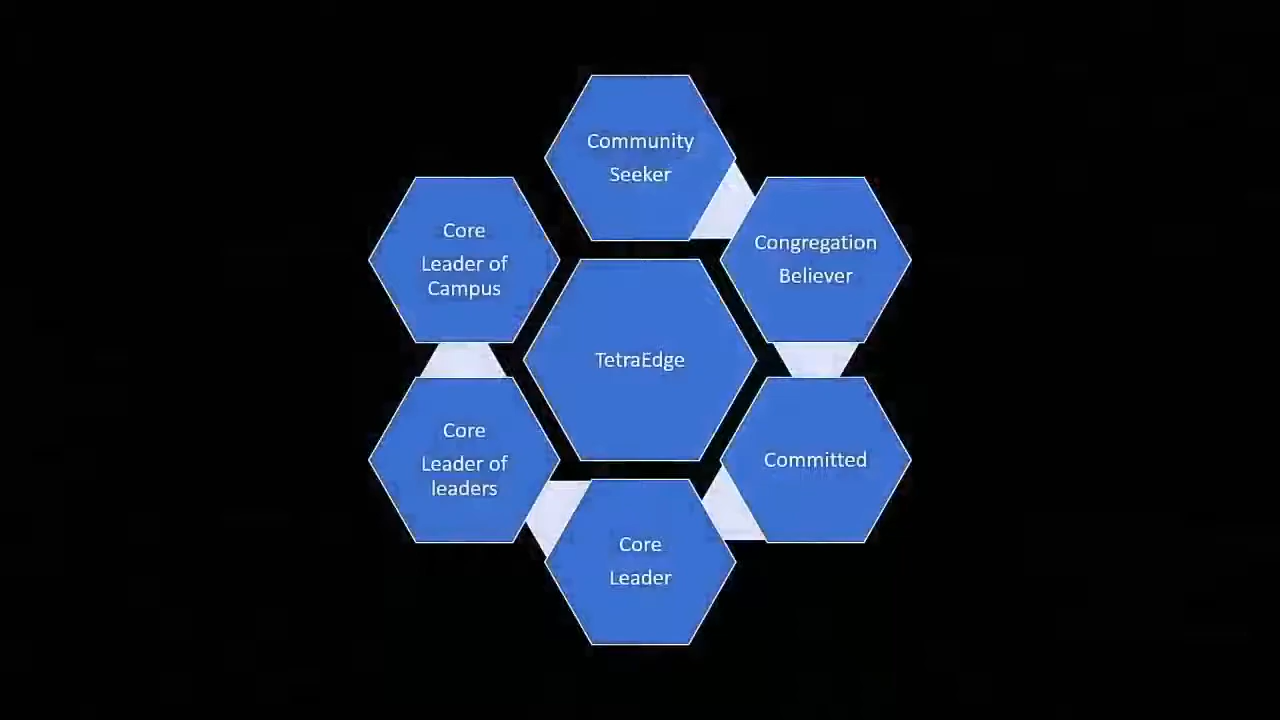 Community
Seeker
Congregation
Believer
Committed
Core
Leader
Core
Leader of
leaders
Core
Leader of
Campus
TetraEdge